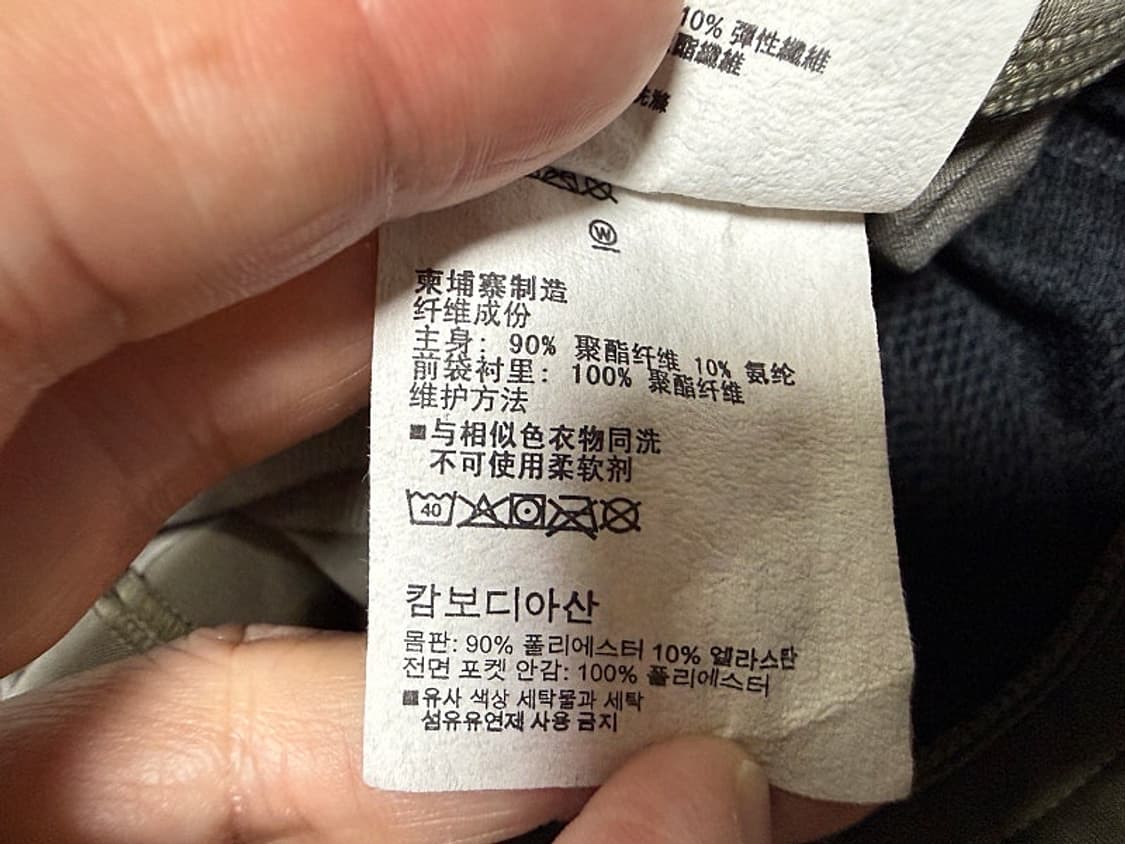 10% 彈性纖維
酯纖維
洗滌
W
柬埔寨制造
纤维成份
主身: 90% 聚酯纤维 10% 氨纶
前袋衬里: 100% 聚酯纤维
维护方法
■与相似色衣物同洗
不可使用柔软剂
40
캄보디아산
몸판: 90% 폴리에스터 10% 엘라스탄
전면 포켓 안감: 100% 폴리에스터
■유사 색상 세탁물과 세탁
섬유유연제 사용 금지